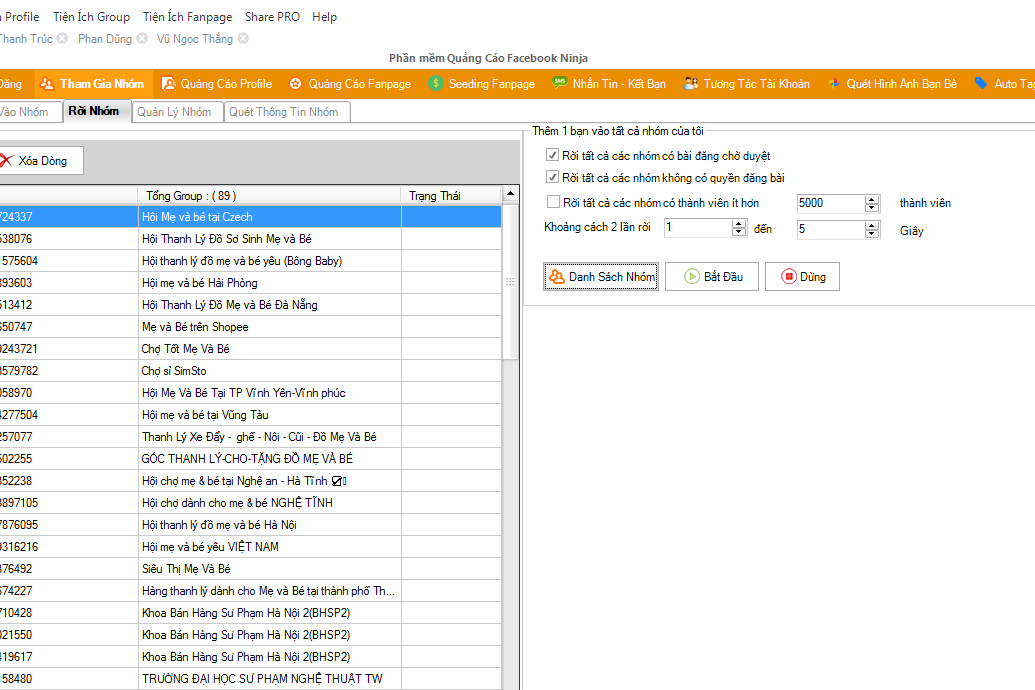 Profile Tiện Ích Group Tiện Ích Fanpage Share PRO Help
Thanh Trúc Phan Dũng Vũ Ngọc Thắng
Phần mềm Quảng Cáo Facebook Ninja
Đăng Tham Gia Nhóm Quảng Cáo Profile Quảng Cáo Fanpage Seeding Fanpage Nhắn Tin - Kết Bạn Tương Tác Tài Khoản Quét Hình Ảnh Bạn Bè Auto Tag
Vào Nhóm Rời Nhóm Quản Lý Nhóm Quét Thông Tin Nhóm
Xóa Dòng
Tổng Group : ( 89 ) Trạng Thái
724337 Hội Mẹ và bé tại Czech
538076 Hội Thanh Lý Đồ Sơ Sinh Mẹ và Bé
1575604 Hội thanh lý đồ mẹ và bé yêu (Bông Baby)
393603 Hội mẹ và bé Hải Phòng
513412 Hội Thanh Lý Đồ Mẹ và Bé Đà Nẵng
550747 Mẹ và Bé trên Shopee
9243721 Chợ Tốt Mẹ Và Bé
3579782 Chợ sỉ SimSto
058970 Hội Mẹ Và Bé Tại TP Vĩnh Yên-Vĩnh phúc
4277504 Hội mẹ và bé tại Vũng Tàu
257077 Thanh Lý Xe Đẩy - ghế - Nôi - Cũi - Đồ Mẹ Và Bé
502255 GÓC THANH LÝ-CHO-TẶNG ĐỒ MẸ VÀ BÉ
352238 Hội chợ mẹ & bé tại Nghệ an - Hà Tĩnh
3897105 Hội chợ dành cho mẹ & bé NGHỆ TĨNH
7876095 Hội thanh lý đồ mẹ và bé Hà Nội
9316216 Hội mẹ và bé yêu VIỆT NAM
376492 Siêu Thị Mẹ Và Bé
574227 Hàng thanh lý dành cho Mẹ và Bé tại thành phố Th...
710428 Khoa Bán Hàng Sư Phạm Hà Nội 2(BHSP2)
021550 Khoa Bán Hàng Sư Phạm Hà Nội 2(BHSP2)
419617 Khoa Bán Hàng Sư Phạm Hà Nội 2(BHSP2)
158480 TRƯỜNG ĐẠI HỌC SƯ PHẠM NGHỆ THUẬT TW
Thêm 1 bạn vào tất cả nhóm của tôi
Rời tất cả các nhóm có bài đăng chờ duyệt
Rời tất cả các nhóm không có quyền đăng bài
Rời tất cả các nhóm có thành viên ít hơn 5000 thành viên
Khoảng cách 2 lần rời 1 đến 5 Giây
Danh Sách Nhóm Bắt Đầu Dừng